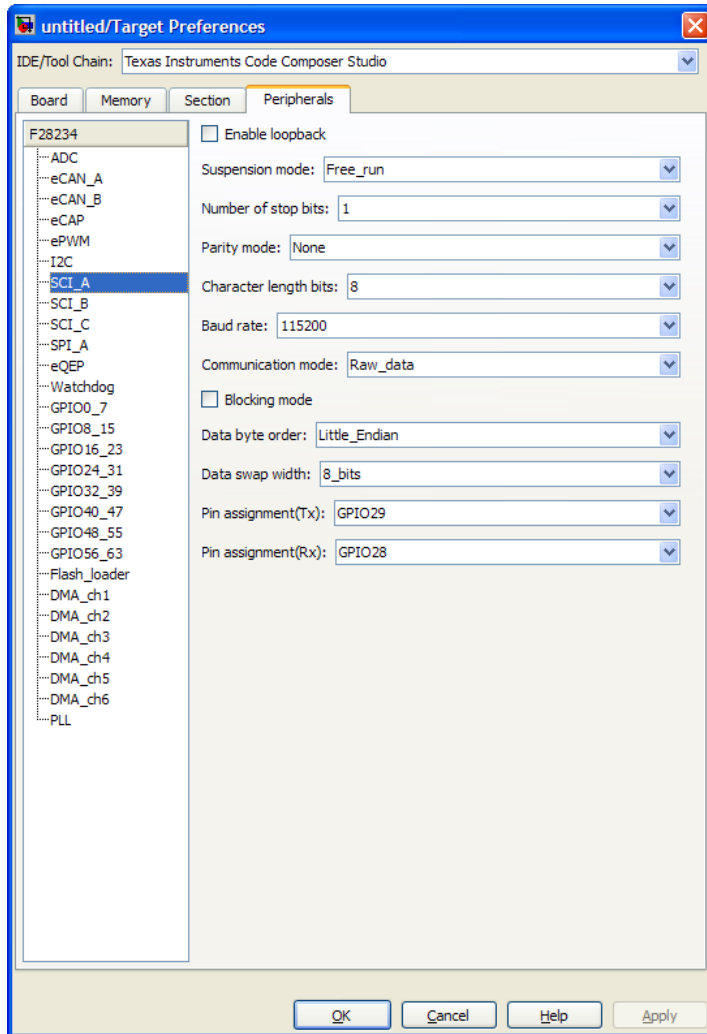 untitled/Target Preferences
IDE/Tool Chain: Texas Instruments Code Composer Studio
Board Memory Section Peripherals
F28234
ADC
eCAN_A
eCAN_B
eCAP
ePWM
I2C
SCI_A
SCI_B
SCI_C
SPI_A
eQEP
Watchdog
GPIO0_7
GPIO8_15
GPIO16_23
GPIO24_31
GPIO32_39
GPIO40_47
GPIO48_55
GPIO56_63
Flash_loader
DMA_ch1
DMA_ch2
DMA_ch3
DMA_ch4
DMA_ch5
DMA_ch6
PLL
Enable loopback
Suspension mode: Free_run
Number of stop bits: 1
Parity mode: None
Character length bits: 8
Baud rate: 115200
Communication mode: Raw_data
Blocking mode
Data byte order: Little_Endian
Data swap width: 8_bits
Pin assignment(Tx): GPIO29
Pin assignment(Rx): GPIO28
OK Cancel Help Apply